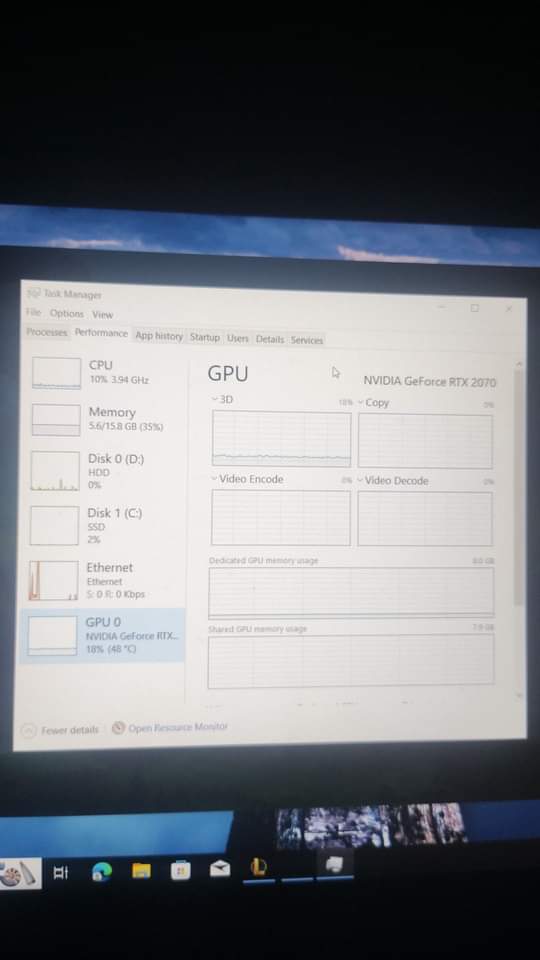 Task Manager
File Options View
Processes Performance App history Startup Users Details Services
CPU
10% 3.94 GHz
Memory
5.6/15.8 GB (35%)
Disk 0 (D:)
HDD
0%
Disk 1 (C:)
SSD
2%
Ethernet
Ethernet
S: 0 R: 0 Kbps
GPU 0
NVIDIA GeForce RTX...
18% (48 °C)
GPU NVIDIA GeForce RTX 2070
3D 18% Copy 0%
Video Encode 0% Video Decode 0%
Dedicated GPU memory usage 8.0 GB
Shared GPU memory usage 7.9 GB
Fewer details Open Resource Monitor